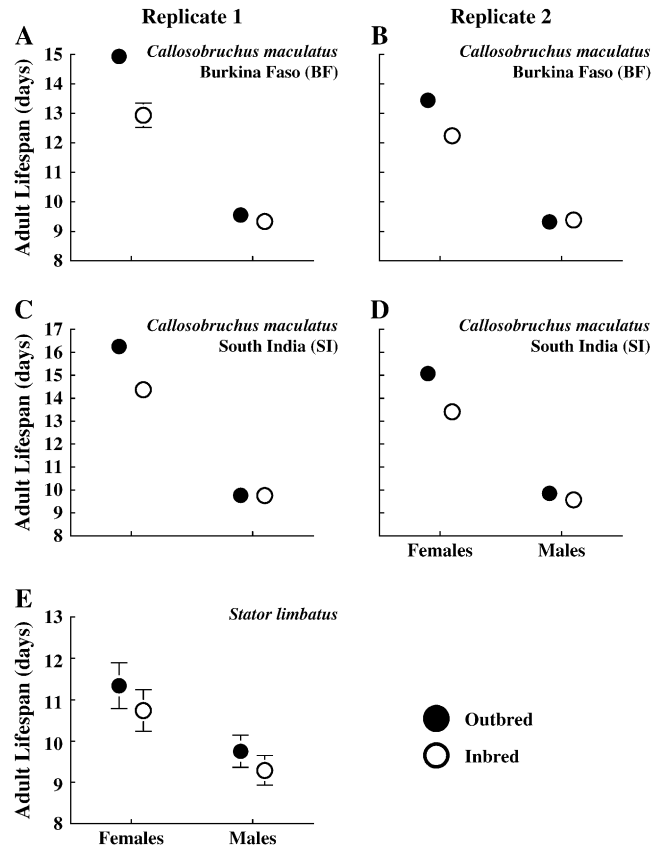 Replicate 1
Replicate 2
A
Callosobruchus maculatus
Burkina Faso (BF)
Adult Lifespan (days)
15
14
13
12
11
10
9
8
B
Callosobruchus maculatus
Burkina Faso (BF)
C
Callosobruchus maculatus
South India (SI)
Adult Lifespan (days)
17
16
15
14
13
12
11
10
9
8
D
Callosobruchus maculatus
South India (SI)
Females
Males
E
Stator limbatus
Adult Lifespan (days)
13
12
11
10
9
8
Females
Males
Outbred
Inbred